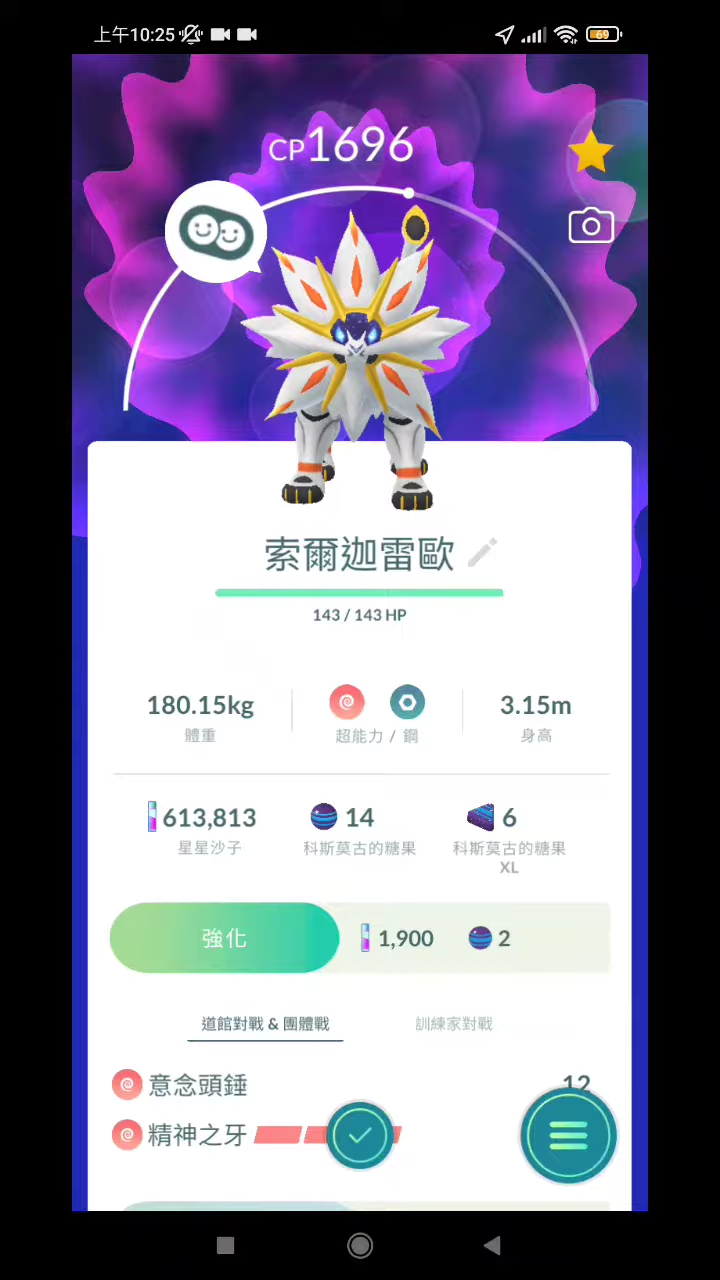 上午10:25 69
CP1696
索爾迦雷歐
143 / 143 HP
180.15kg 3.15m
體重 超能力 / 鋼 身高
613,813 14 6
星星沙子 科斯莫古的糖果 科斯莫古的糖果
XL
強化 1,900 2
道館對戰 & 團體戰 訓練家對戰
意念頭錘 12
精神之牙